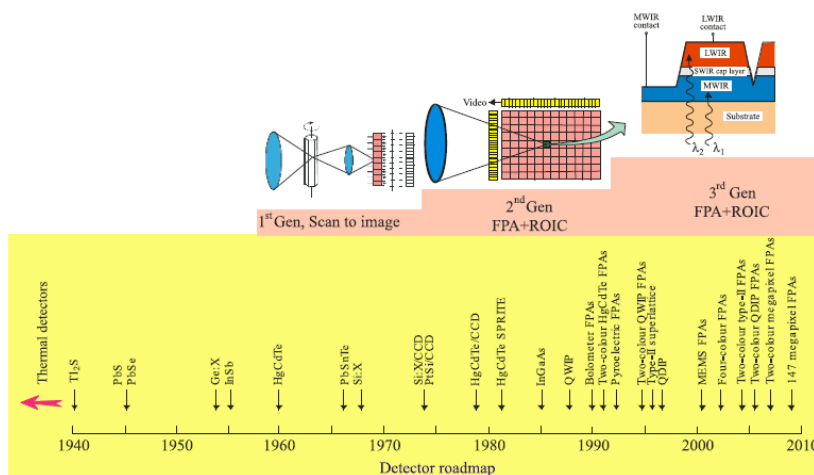 MWIR
contact
LWIR
contact
LWIR
SWIR cap layer
MWIR
Substrate
λ2 λ1
Video
1st Gen, Scan to image
2nd Gen
FPA+ROIC
3rd Gen
FPA+ROIC
Thermal detectors
Tl2S
PbS
PbSe
Ge:X
InSb
HgCdTe
PbSnTe
Si:X
Si:X/CCD
PtSi/CCD
HgCdTe/CCD
HgCdTe SPRITE
InGaAs
QWIP
Bolometer FPAs
Two-colour HgCdTe FPAs
Pyroelectric FPAs
Two-colour QWIP FPAs
Type-II superlattice
QDIP
MEMS FPAs
Four-colour FPAs
Two-colour type-II FPAs
Two-colour QDIP FPAs
Two-colour megapixel FPAs
147 megapixel FPAs
1940 1950 1960 1970 1980 1990 2000 2010
Detector roadmap